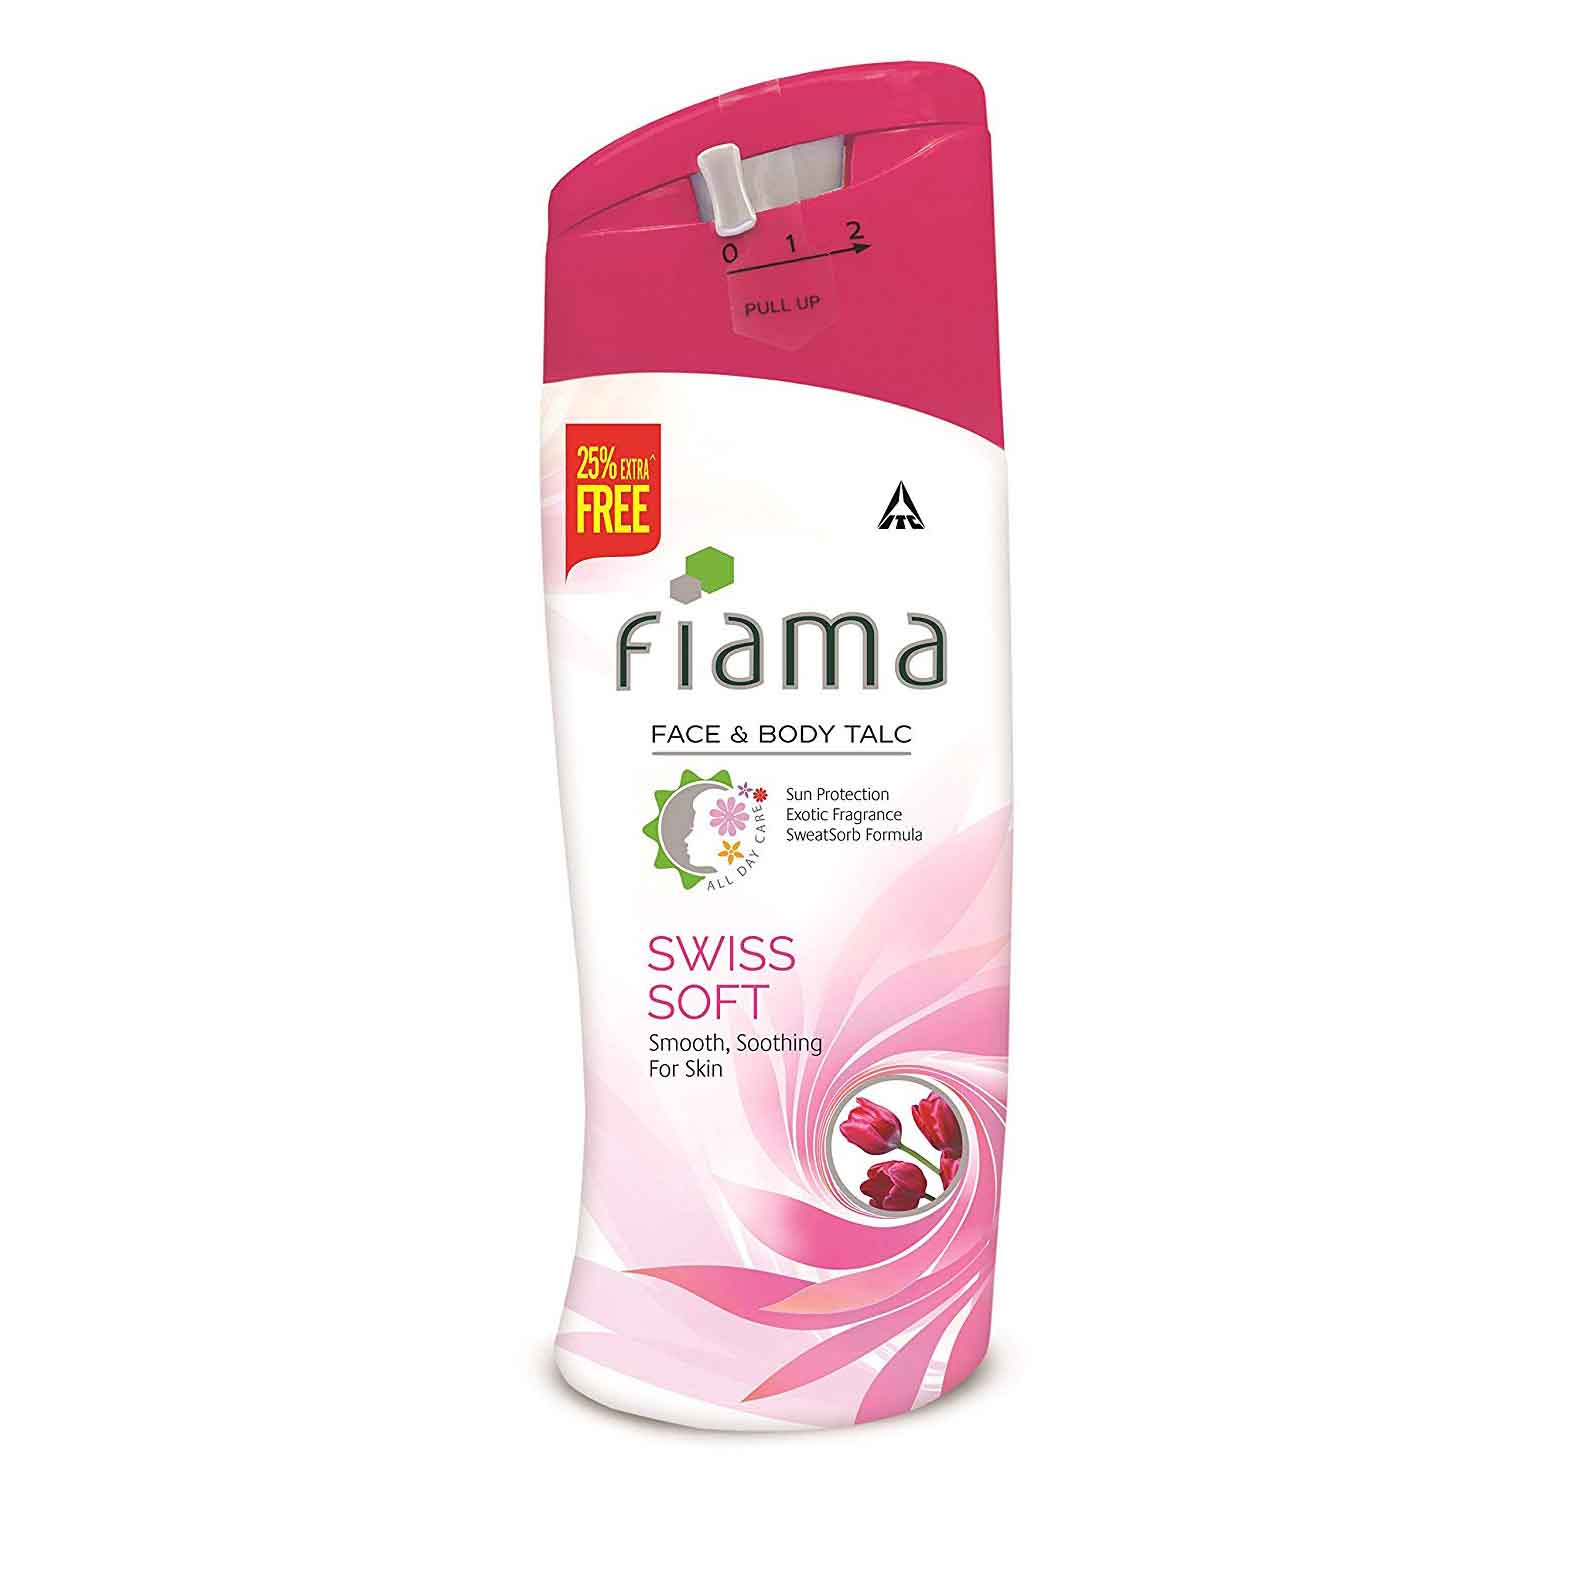 0 1 2
PULL UP
25% EXTRA^
FREE
ITC
fiama
FACE & BODY TALC
Sun Protection
Exotic Fragrance
SweatSorb Formula
ALL DAY CARE
SWISS
SOFT
Smooth, Soothing
For Skin